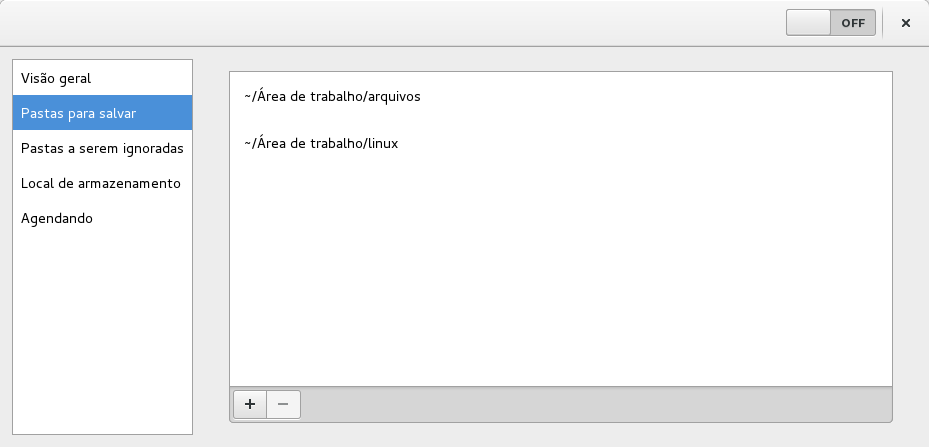 OFF
Visão geral
Pastas para salvar
Pastas a serem ignoradas
Local de armazenamento
Agendando
~/Área de trabalho/arquivos
~/Área de trabalho/linux